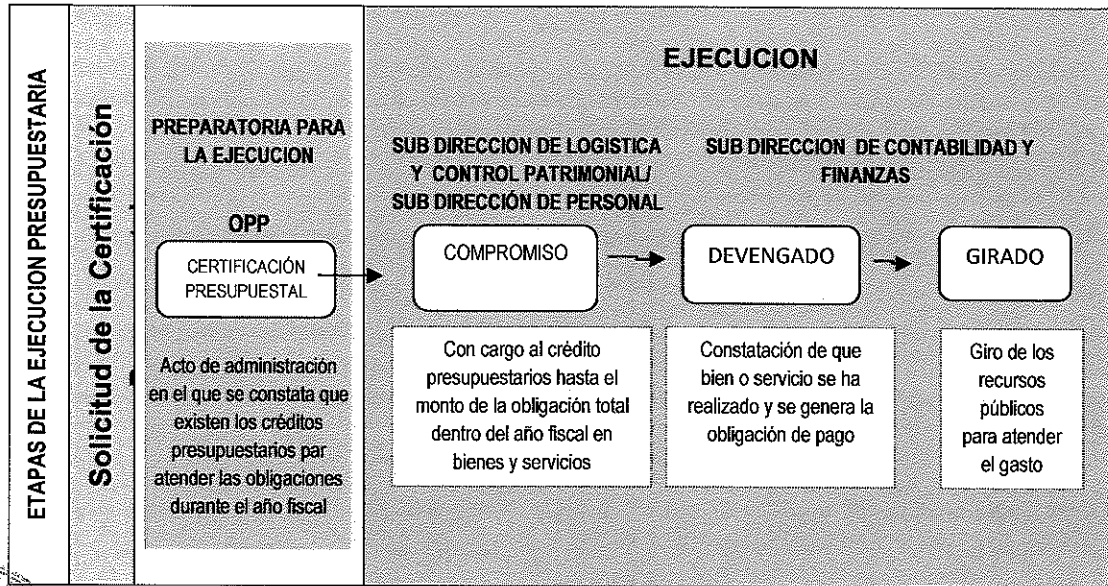 ETAPAS DE LA EJECUCION PRESUPUESTARIA
Solicitud de la Certificación
PREPARATORIA PARA
LA EJECUCION
OPP
CERTIFICACIÓN
PRESUPUESTAL
Acto de administración
en el que se constata que
existen los créditos
presupuestarios par
atender las obligaciones
durante el año fiscal
EJECUCION
SUB DIRECCION DE LOGISTICA
Y CONTROL PATRIMONIAL/
SUB DIRECCIÓN DE PERSONAL
COMPROMISO
Con cargo al crédito
presupuestarios hasta el
monto de la obligación total
dentro del año fiscal en
bienes y servicios
SUB DIRECCION DE CONTABILIDAD Y
FINANZAS
DEVENGADO
Constatación de que
bien o servicio se ha
realizado y se genera la
obligación de pago
GIRADO
Giro de los
recursos
públicos
para atender
el gasto